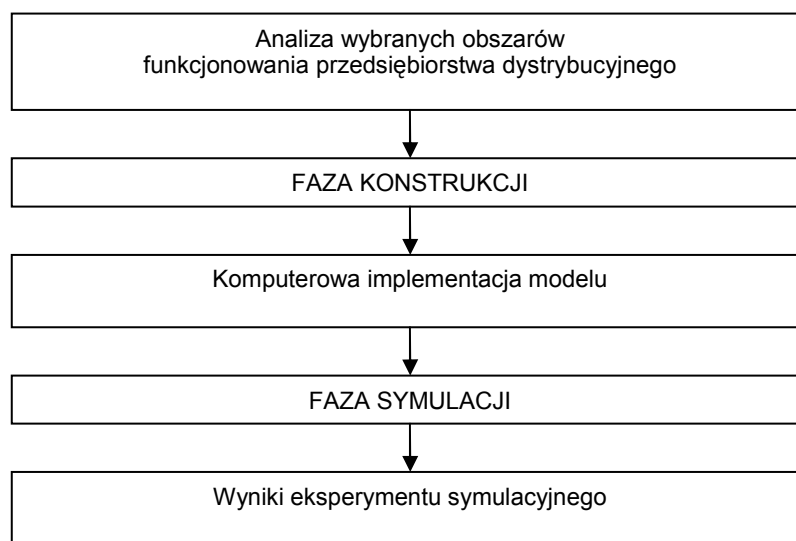 Analiza wybranych obszarów
funkcjonowania przedsiębiorstwa dystrybucyjnego
FAZA KONSTRUKCJI
Komputerowa implementacja modelu
FAZA SYMULACJI
Wyniki eksperymentu symulacyjnego